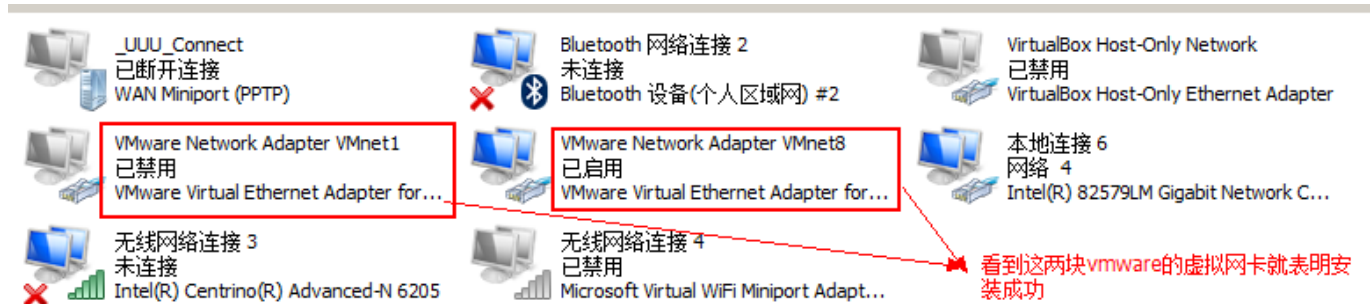 _UUU_Connect
已断开连接
WAN Miniport (PPTP)
Bluetooth 网络连接 2
未连接
Bluetooth 设备(个人区域网) #2
VirtualBox Host-Only Network
已禁用
VirtualBox Host-Only Ethernet Adapter
VMware Network Adapter VMnet1
已禁用
VMware Virtual Ethernet Adapter for...
VMware Network Adapter VMnet8
已启用
VMware Virtual Ethernet Adapter for...
本地连接 6
网络 4
Intel(R) 82579LM Gigabit Network C...
无线网络连接 3
未连接
Intel(R) Centrino(R) Advanced-N 6205
无线网络连接 4
已禁用
Microsoft Virtual WiFi Miniport Adapt...
看到这两块vmware的虚拟网卡就表明安
装成功